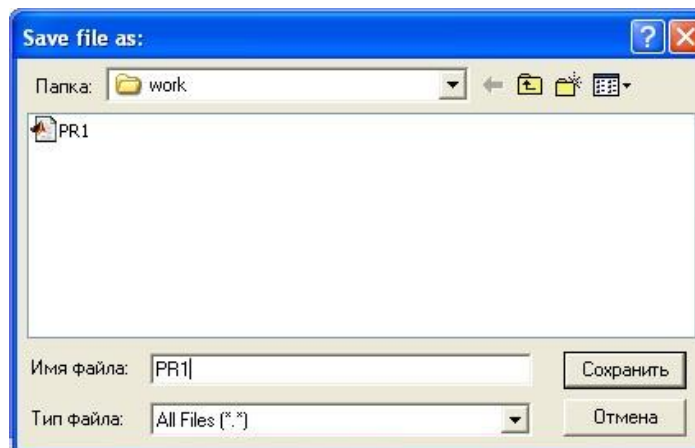 Save file as:
Папка: work
PR1
Имя файла: PR1
Сохранить
Тип файла: All Files (*.*)
Отмена